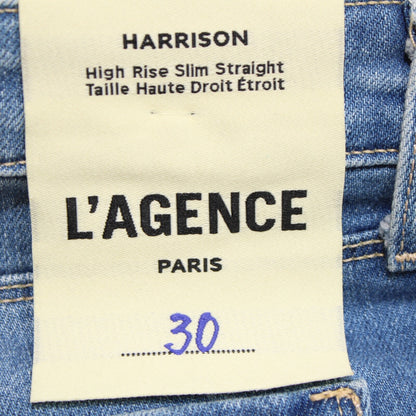 HARRISON
High Rise Slim Straight
Taille Haute Droit Étroit
L'AGENCE
PARIS
30